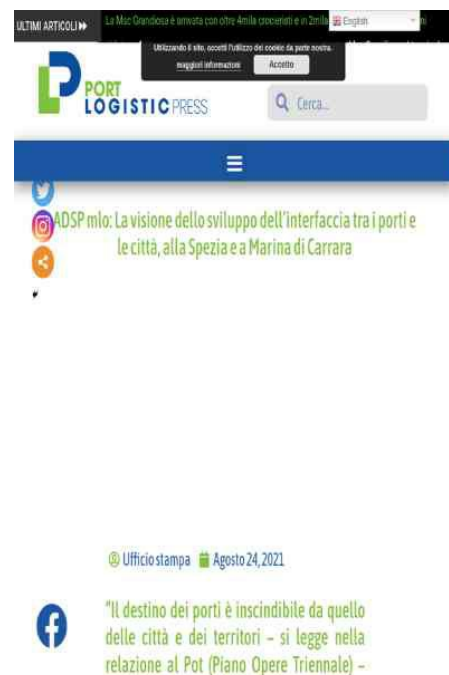 ULTIMI ARTICOLI
La Msc Grandiosa è arrivata con oltre 4mila crocieristi e in 2mila
English
Utilizzando il sito, accetti l'utilizzo dei cookie da parte nostra.
maggiori informazioni
Accetto
PORT
LOGISTIC PRESS
Cerca...
ADSP mlo: La visione dello sviluppo dell'interfaccia tra i porti e
le città, alla Spezia e a Marina di Carrara
Ufficio stampa
Agosto 24, 2021
"Il destino dei porti è inscindibile da quello
delle città e dei territori – si legge nella
relazione al Pot (Piano Opere Triennale) –